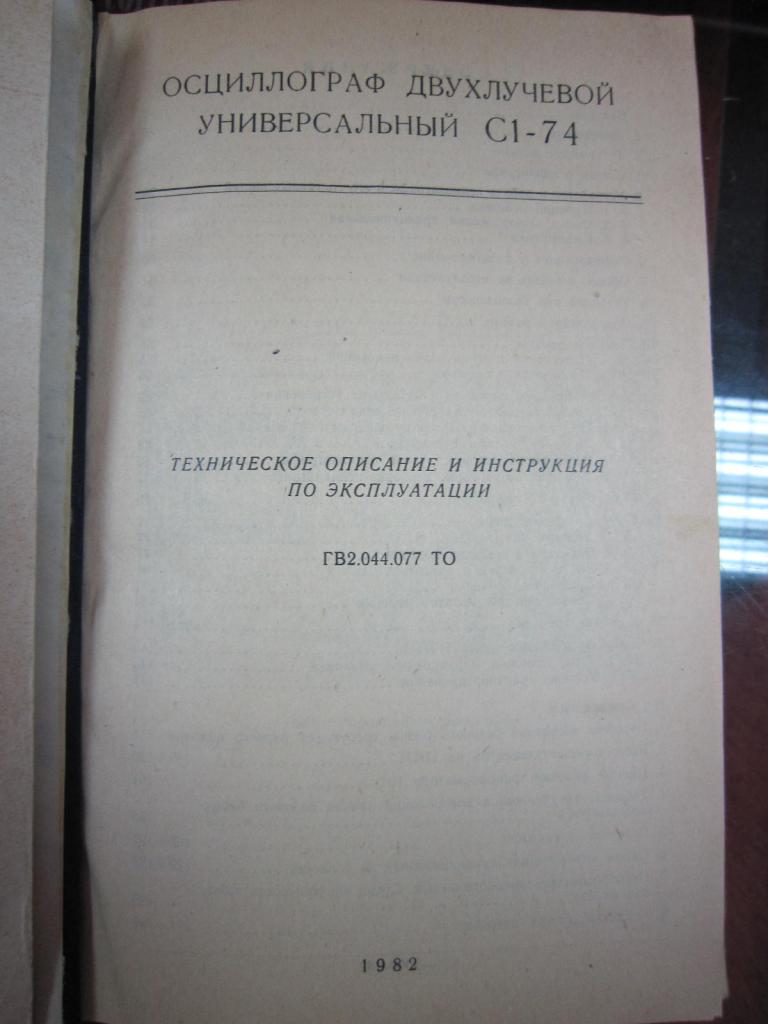 ОСЦИЛЛОГРАФ ДВУХЛУЧЕВОЙ
УНИВЕРСАЛЬНЫЙ С1-74
ТЕХНИЧЕСКОЕ ОПИСАНИЕ И ИНСТРУКЦИЯ
ПО ЭКСПЛУАТАЦИИ
ГВ2.044.077 ТО
1982